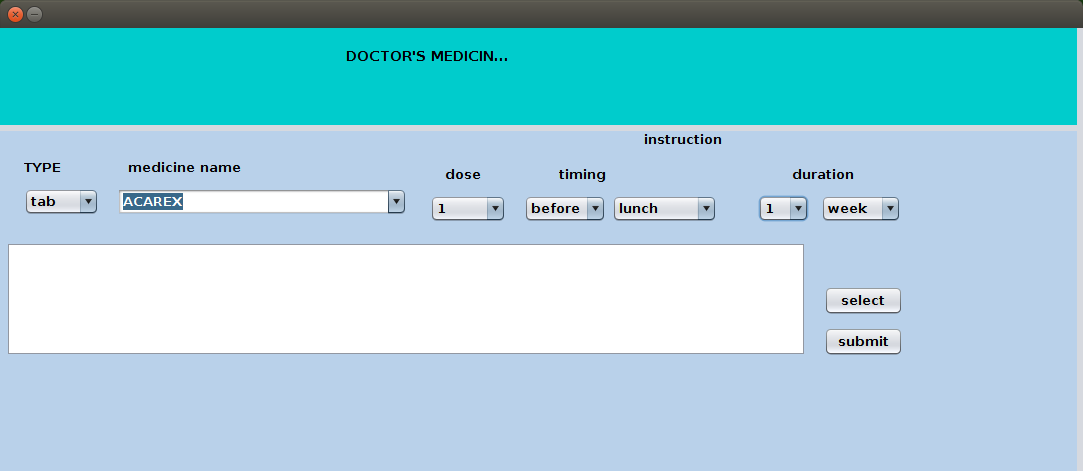 DOCTOR'S MEDICIN...
instruction
TYPE medicine name dose timing duration
tab ACAREX 1 before lunch 1 week
select
submit